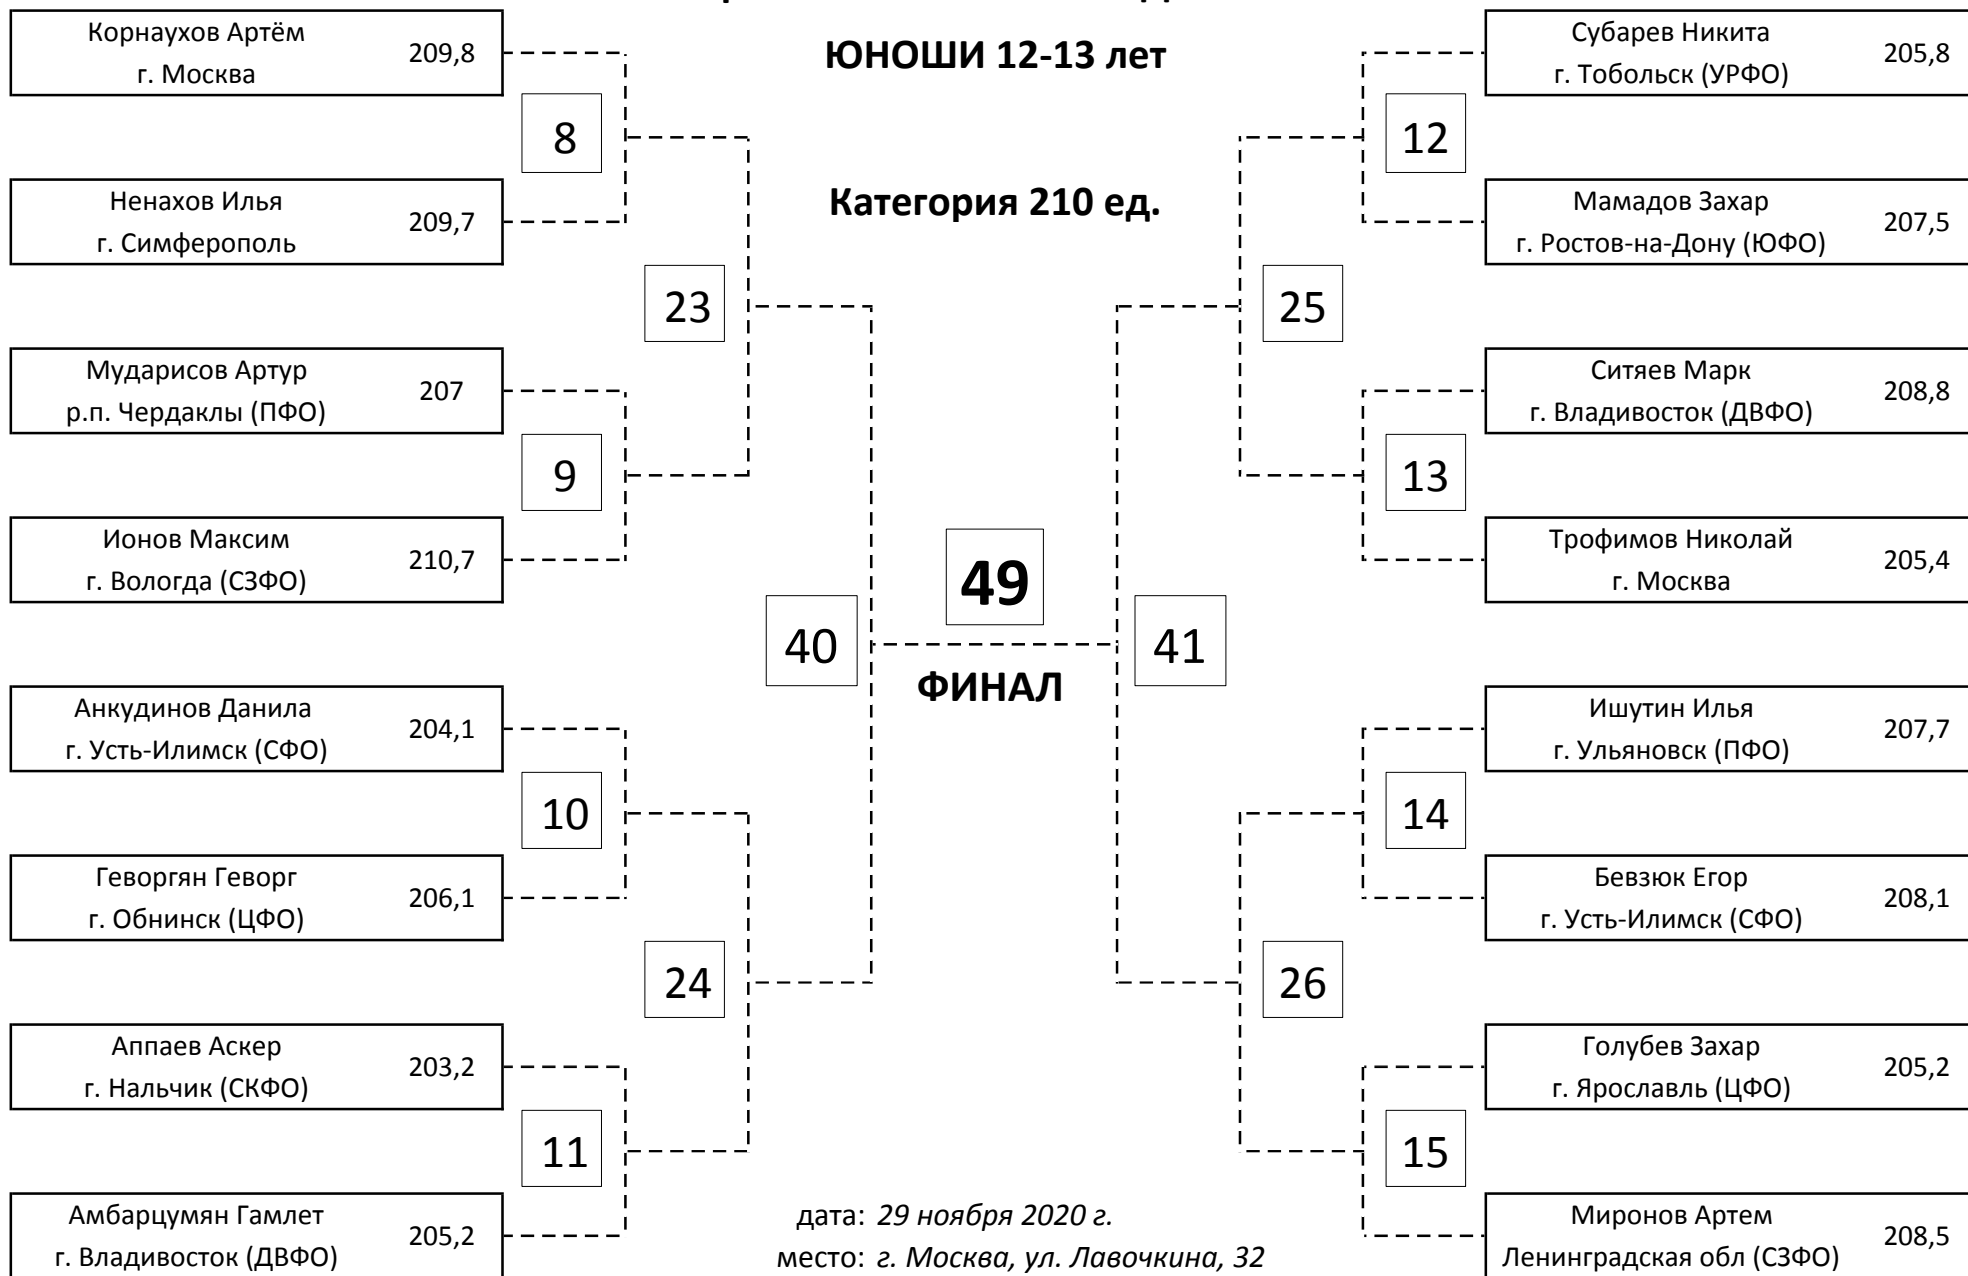 Корнаухов Артём
г. Москва
209,8
Ненахов Илья
г. Симферополь
209,7
Мударисов Артур
р.п. Чердаклы (ПФО)
207
Ионов Максим
г. Вологда (СЗФО)
210,7
Анкудинов Данила
г. Усть-Илимск (СФО)
204,1
Геворгян Геворг
г. Обнинск (ЦФО)
206,1
Аппаев Аскер
г. Нальчик (СКФО)
203,2
Амбарцумян Гамлет
г. Владивосток (ДВФО)
205,2
8
9
10
11
23
24
40
ЮНОШИ 12-13 лет
Категория 210 ед.
49
ФИНАЛ
дата: 29 ноября 2020 г.
место: г. Москва, ул. Лавочкина, 32
41
25
26
12
13
14
15
Субарев Никита
г. Тобольск (УРФО)
205,8
Мамадов Захар
г. Ростов-на-Дону (ЮФО)
207,5
Ситяев Марк
г. Владивосток (ДВФО)
208,8
Трофимов Николай
г. Москва
205,4
Ишутин Илья
г. Ульяновск (ПФО)
207,7
Бевзюк Егор
г. Усть-Илимск (СФО)
208,1
Голубев Захар
г. Ярославль (ЦФО)
205,2
Миронов Артем
Ленинградская обл (СЗФО)
208,5